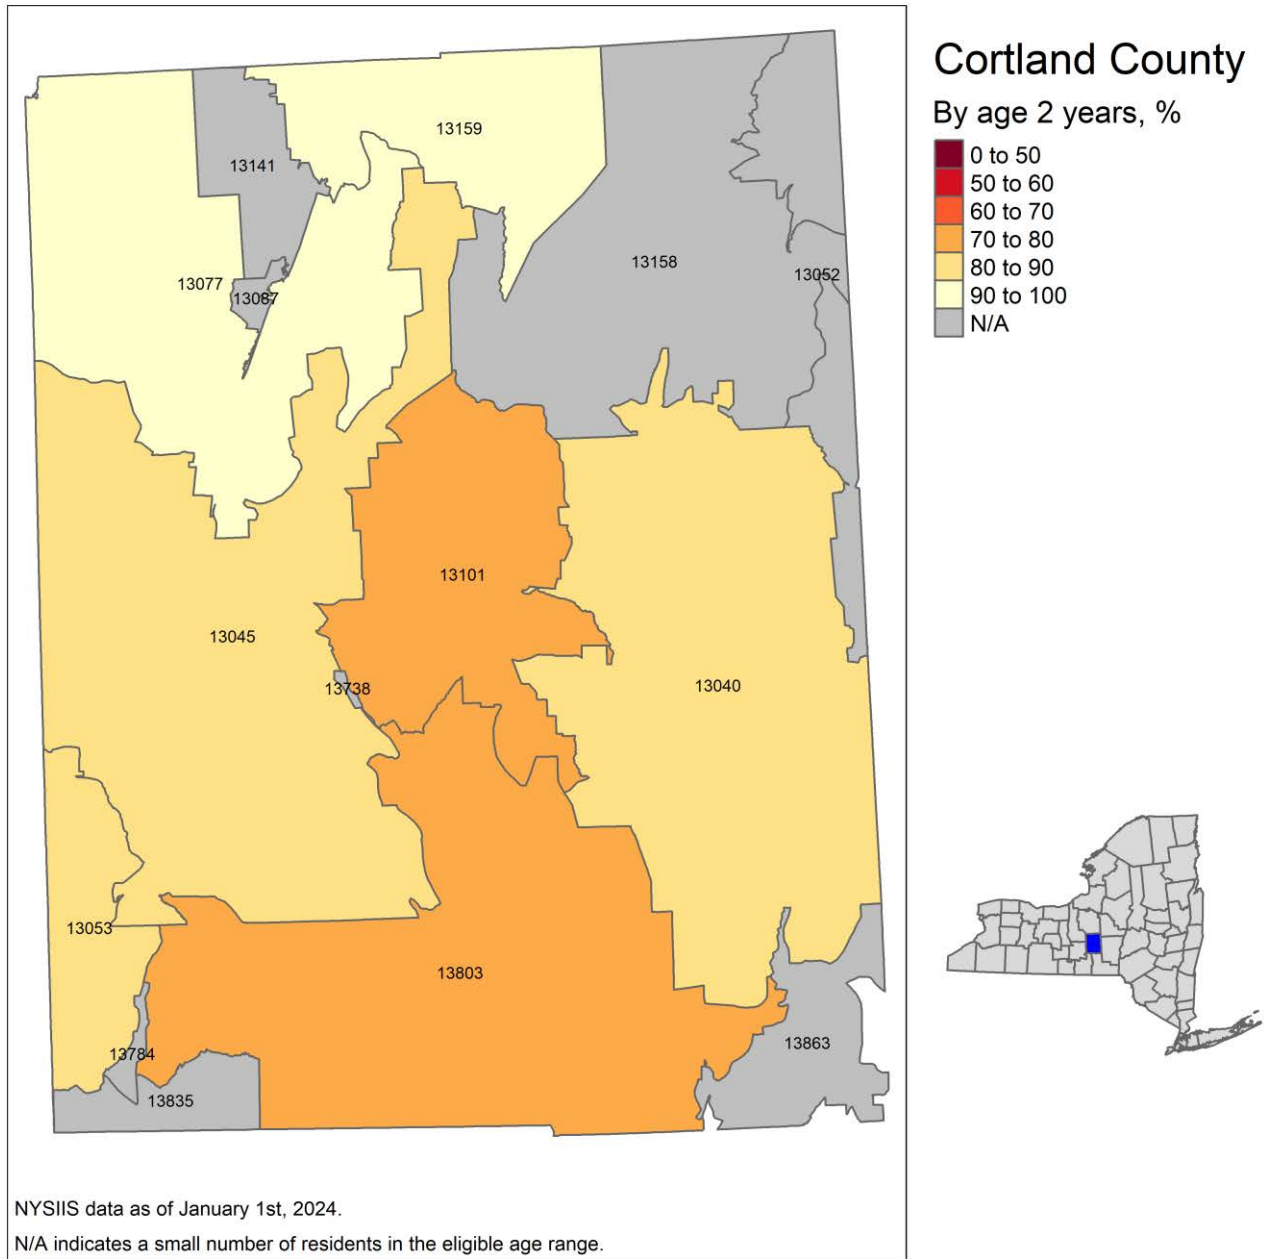 Cortland County
By age 2 years, %
0 to 50
50 to 60
60 to 70
70 to 80
80 to 90
90 to 100
N/A
13159
13141
13158
13052
13077
13087
13101
13045
13040
13738
13053
13803
13863
13784
13835
NYSIIS data as of January 1st, 2024.
N/A indicates a small number of residents in the eligible age range.